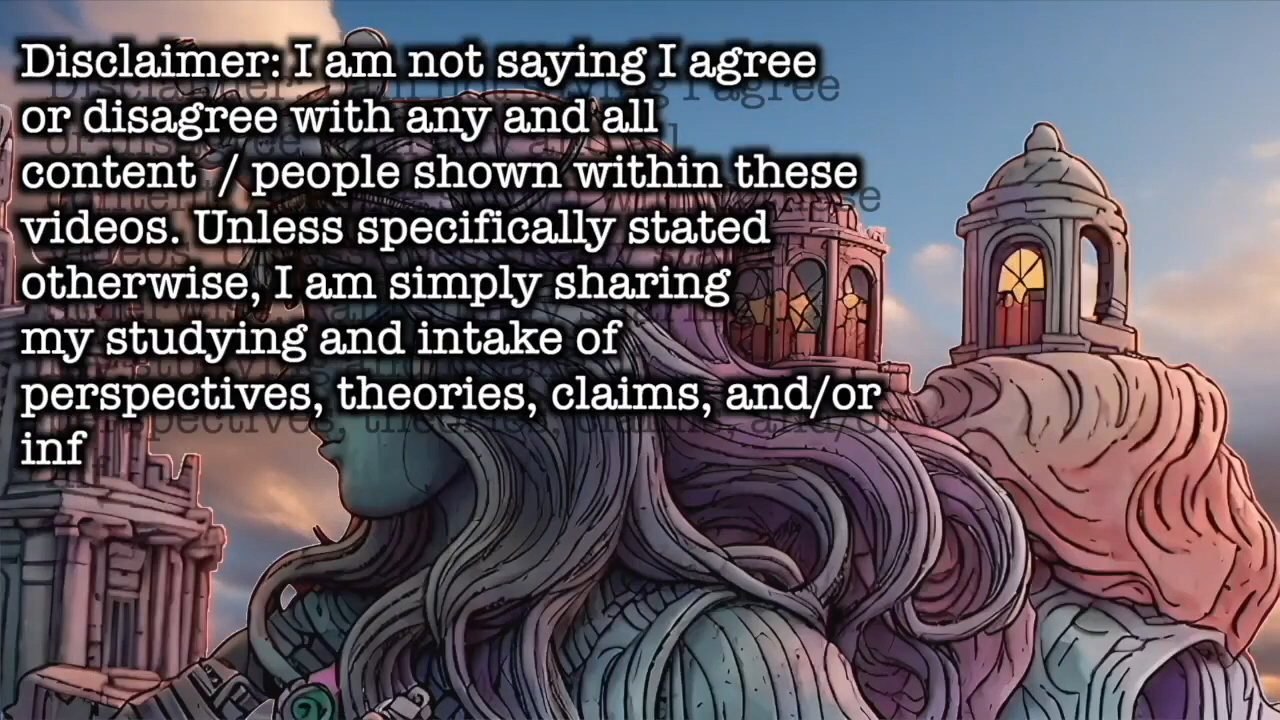 Disclaimer: I am not saying I agree
or disagree with any and all
content / people shown within these
videos. Unless specifically stated
otherwise, I am simply sharing
my studying and intake of
perspectives, theories, claims, and/or
inf